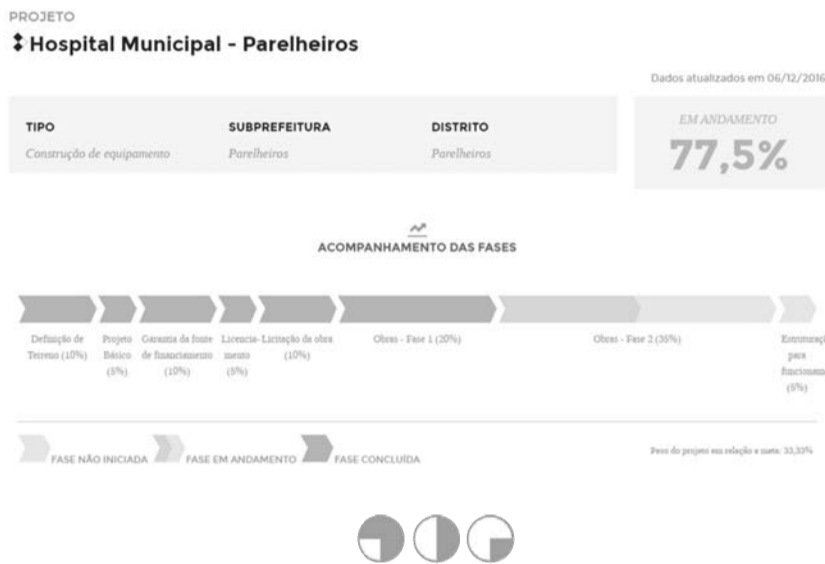 PROJETO
Hospital Municipal - Parelheiros
Dados atualizados em 06/12/2016
TIPO
SUBPREFEITURA
DISTRITO
Construção de equipamento
Parelheiros
Parelheiros
EM ANDAMENTO
77,5%
ACOMPANHAMENTO DAS FASES
Definição de
Terreno (10%)
Projeto
Básico
(5%)
Garantia da fonte
de financiamento
(10%)
Licencia-
mento
(5%)
Licitação da obra
(10%)
Obras - Fase 1 (20%)
Obras - Fase 2 (35%)
Estruturaçã
para
funcionam
(5%)
FASE NÃO INICIADA
FASE EM ANDAMENTO
FASE CONCLUÍDA
Peso do projeto em relação a meta: 33,33%